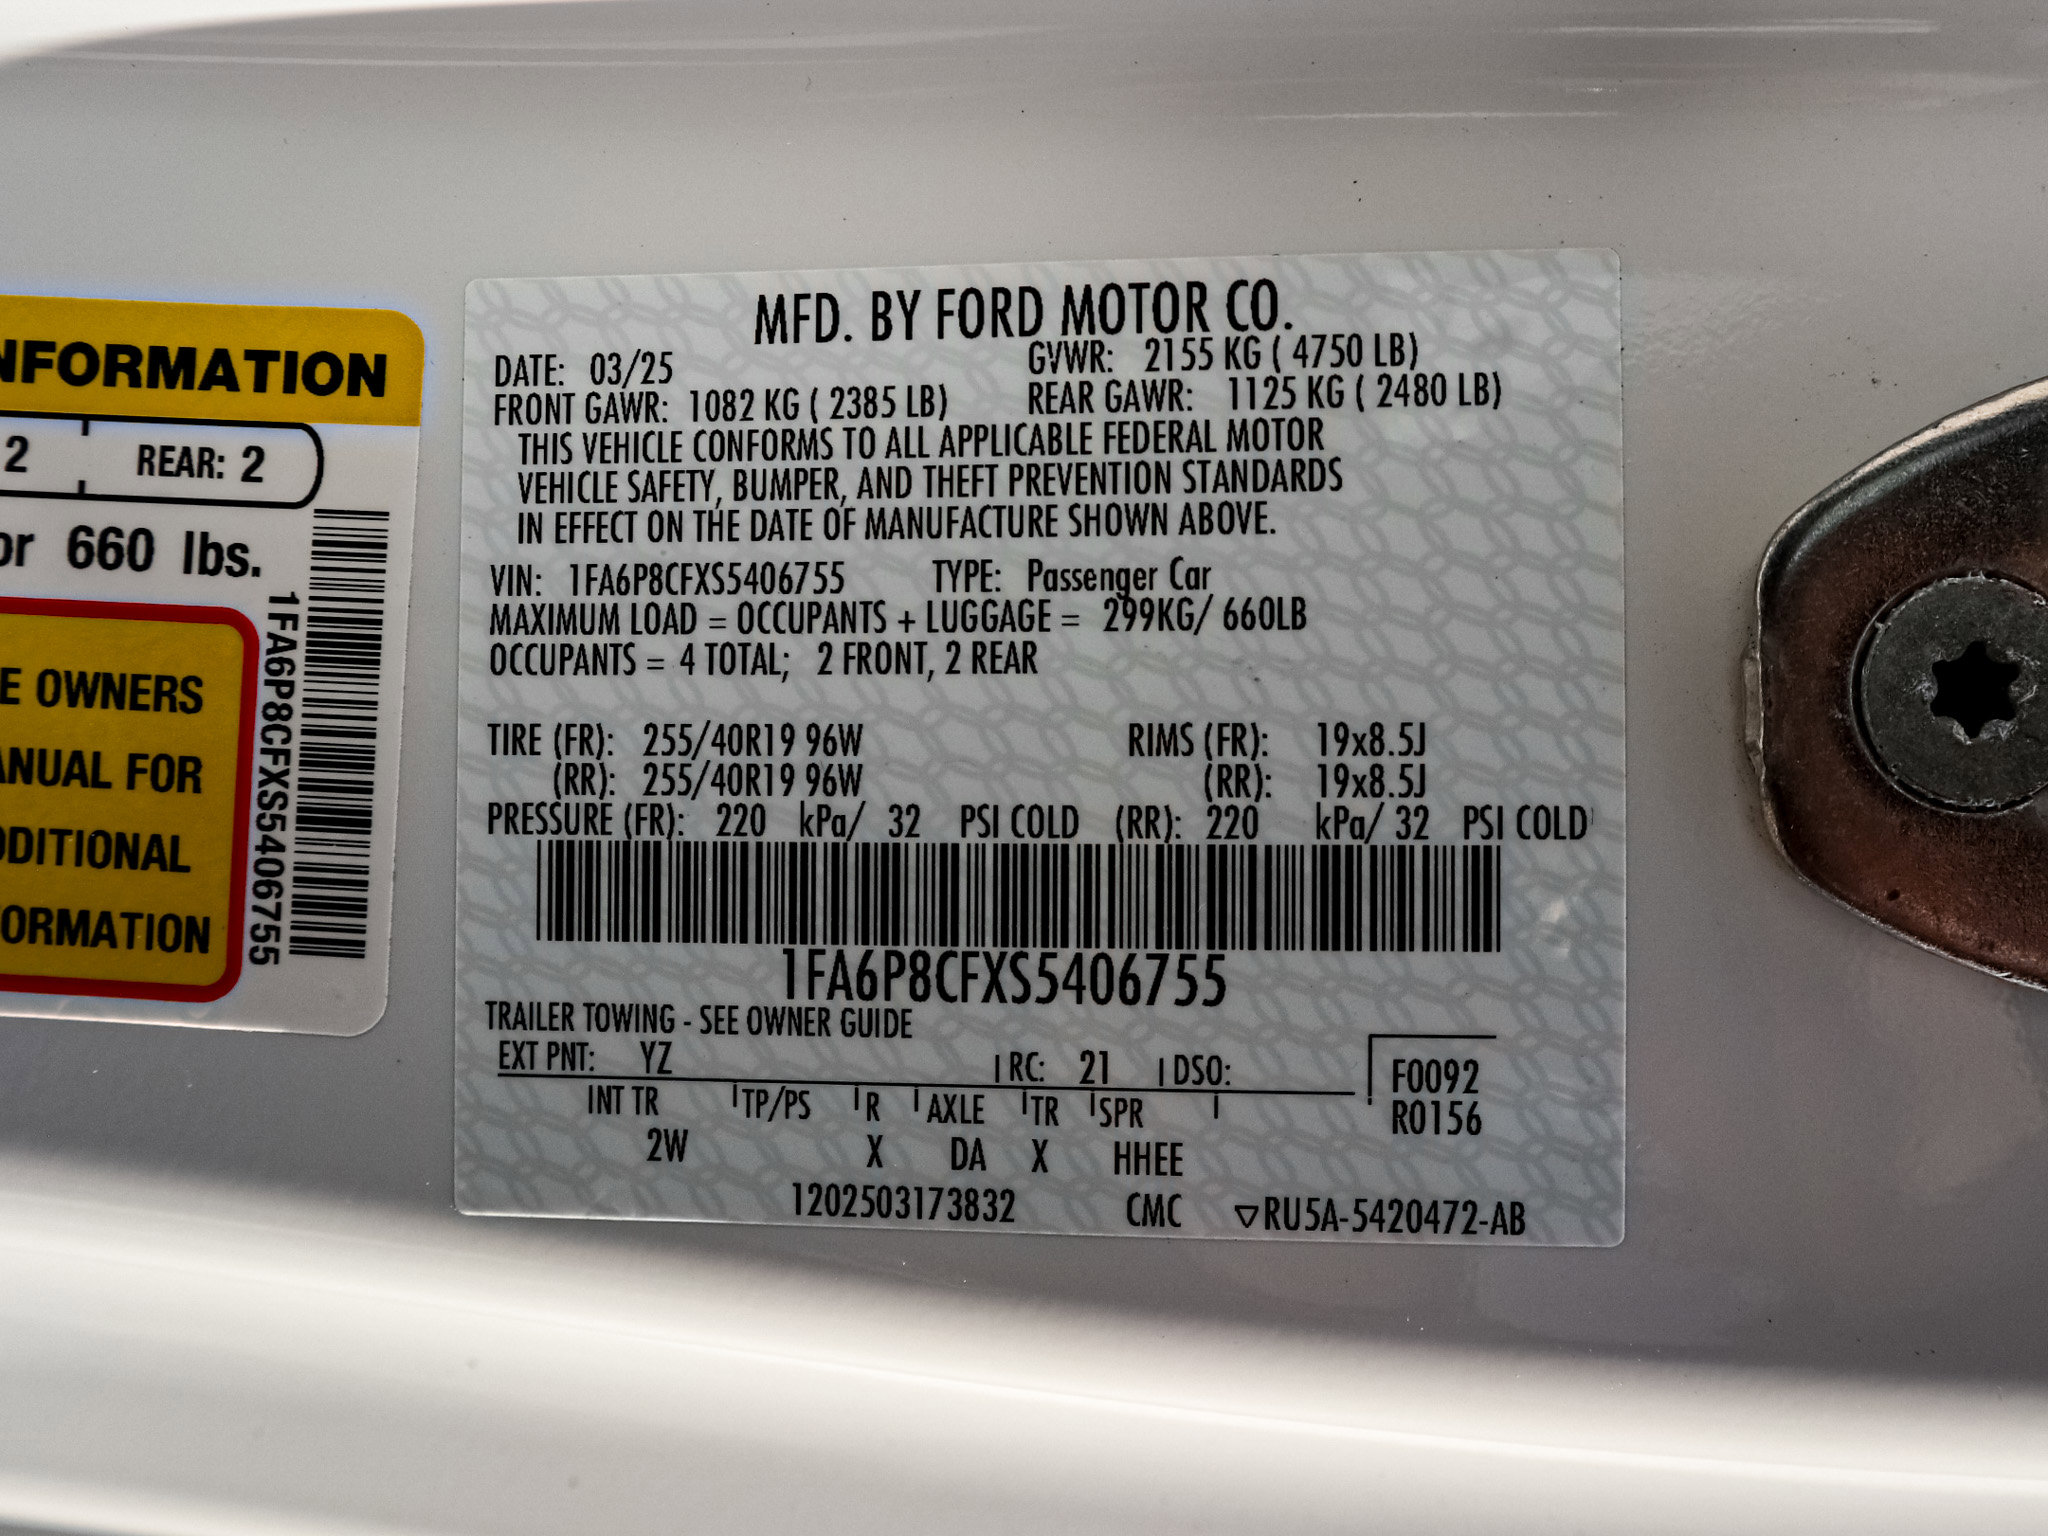 NFORMATION
2 REAR: 2
or 660 lbs.
E OWNERS
ANUAL FOR
DDITIONAL
ORMATION
1FA6P8CFXS5406755
MFD. BY FORD MOTOR CO.
DATE: 03/25 GVWR: 2155 KG ( 4750 LB)
FRONT GAWR: 1082 KG ( 2385 LB) REAR GAWR: 1125 KG ( 2480 LB)
THIS VEHICLE CONFORMS TO ALL APPLICABLE FEDERAL MOTOR
VEHICLE SAFETY, BUMPER, AND THEFT PREVENTION STANDARDS
IN EFFECT ON THE DATE OF MANUFACTURE SHOWN ABOVE.
VIN: 1FA6P8CFXS5406755 TYPE: Passenger Car
MAXIMUM LOAD = OCCUPANTS + LUGGAGE = 299KG/ 660LB
OCCUPANTS = 4 TOTAL; 2 FRONT, 2 REAR
TIRE (FR): 255/40R19 96W RIMS (FR): 19x8.5J
(RR): 255/40R19 96W (RR): 19x8.5J
PRESSURE (FR): 220 kPa/ 32 PSI COLD (RR): 220 kPa/ 32 PSI COLD
1FA6P8CFXS5406755
TRAILER TOWING - SEE OWNER GUIDE
EXT PNT: YZ RC: 21 DSO: F0092
INT TR TP/PS R AXLE TR SPR R0156
2W X DA X HHEE
1202503173832 CMC ▽RU5A-5420472-AB